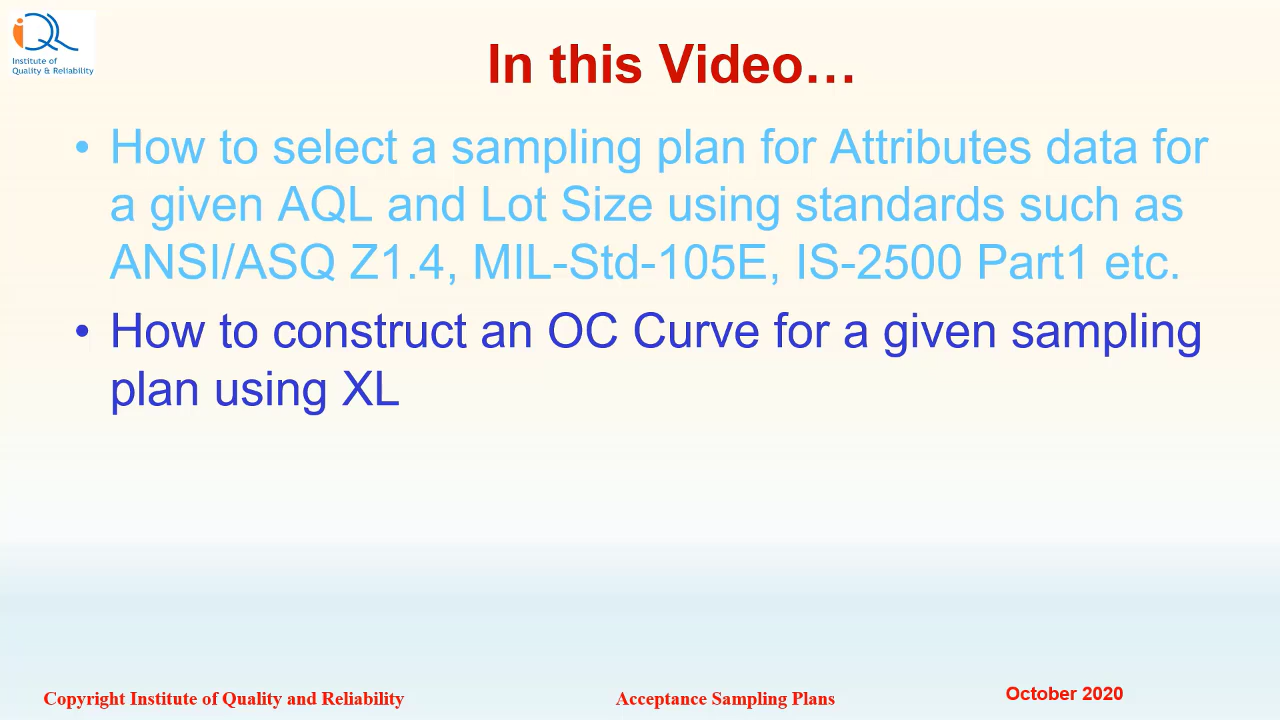 iQR
Institute of
Quality & Reliability
In this Video…
• How to select a sampling plan for Attributes data for
a given AQL and Lot Size using standards such as
ANSI/ASQ Z1.4, MIL-Std-105E, IS-2500 Part1 etc.
• How to construct an OC Curve for a given sampling
plan using XL
Copyright Institute of Quality and Reliability
Acceptance Sampling Plans
October 2020